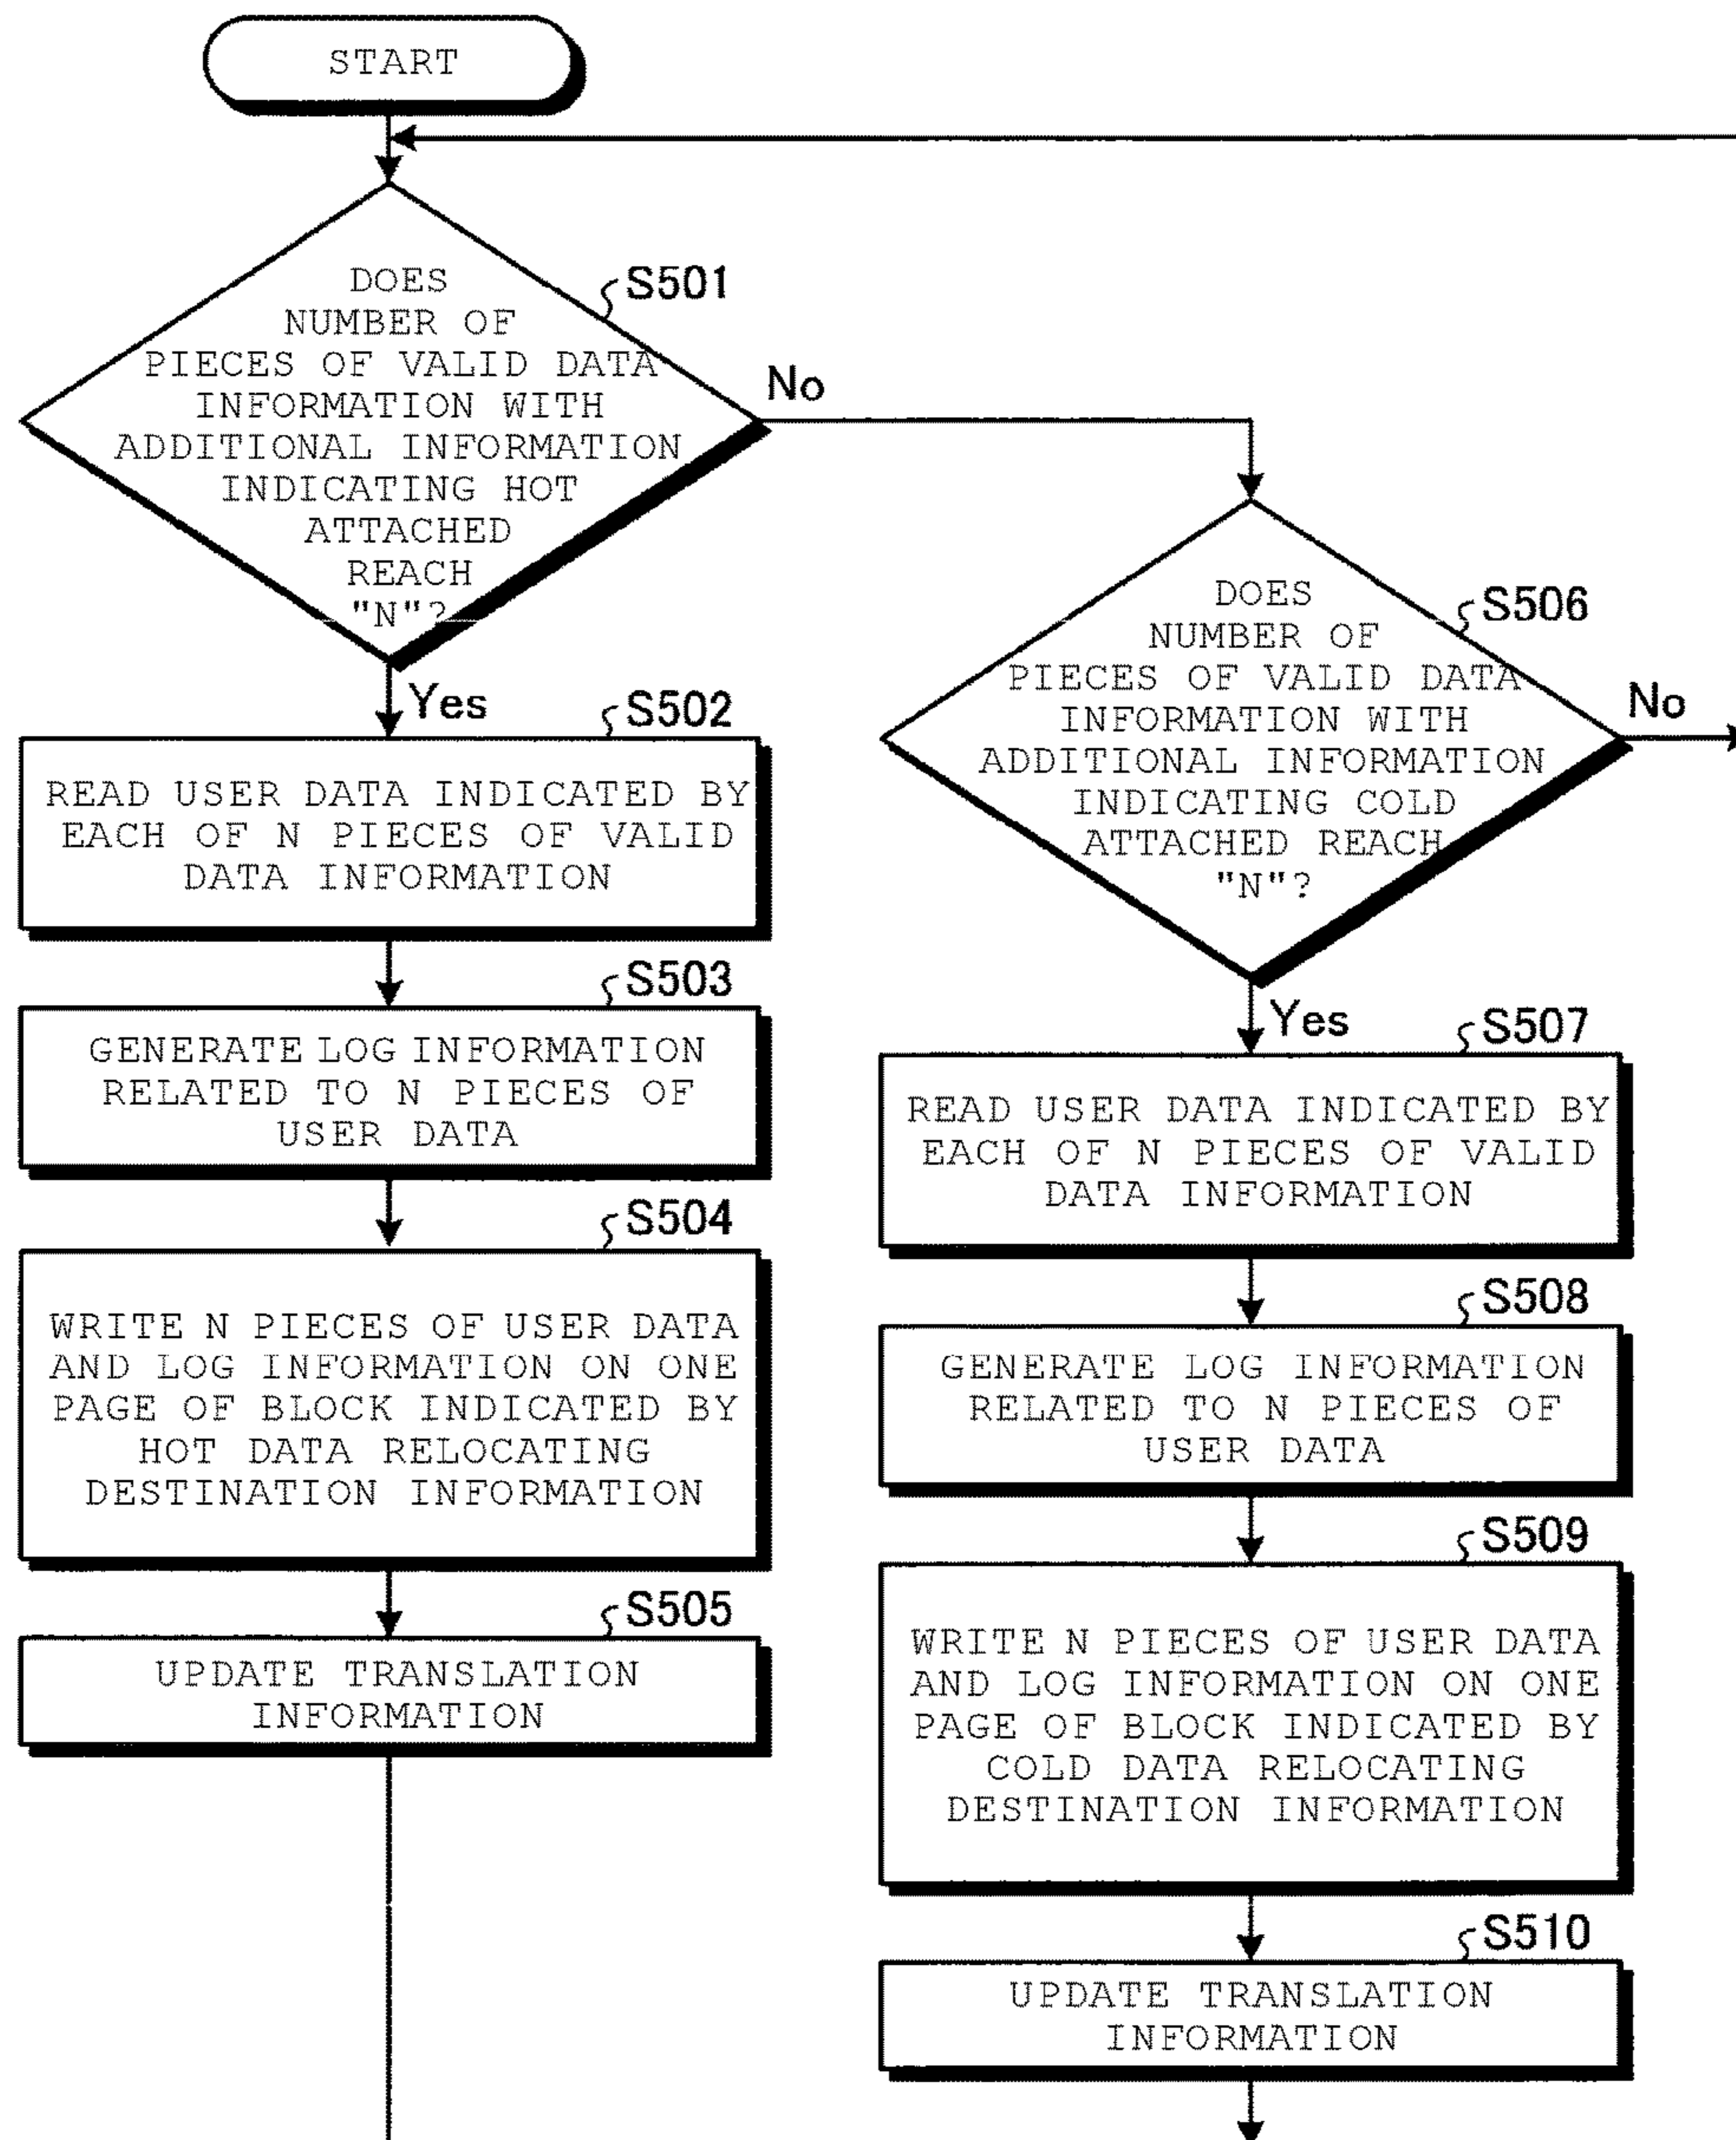 START
DOES
NUMBER OF
PIECES OF VALID DATA
INFORMATION WITH
ADDITIONAL INFORMATION
INDICATING HOT
ATTACHED
REACH
"N"?
S501
No
Yes
S502
READ USER DATA INDICATED BY
EACH OF N PIECES OF VALID
DATA INFORMATION
S503
GENERATE LOG INFORMATION
RELATED TO N PIECES OF
USER DATA
S504
WRITE N PIECES OF USER DATA
AND LOG INFORMATION ON ONE
PAGE OF BLOCK INDICATED BY
HOT DATA RELOCATING
DESTINATION INFORMATION
S505
UPDATE TRANSLATION
INFORMATION
DOES
NUMBER OF
PIECES OF VALID DATA
INFORMATION WITH
ADDITIONAL INFORMATION
INDICATING COLD
ATTACHED REACH
"N"?
S506
No
Yes
S507
READ USER DATA INDICATED BY
EACH OF N PIECES OF VALID
DATA INFORMATION
S508
GENERATE LOG INFORMATION
RELATED TO N PIECES OF
USER DATA
S509
WRITE N PIECES OF USER DATA
AND LOG INFORMATION ON ONE
PAGE OF BLOCK INDICATED BY
COLD DATA RELOCATING
DESTINATION INFORMATION
S510
UPDATE TRANSLATION
INFORMATION